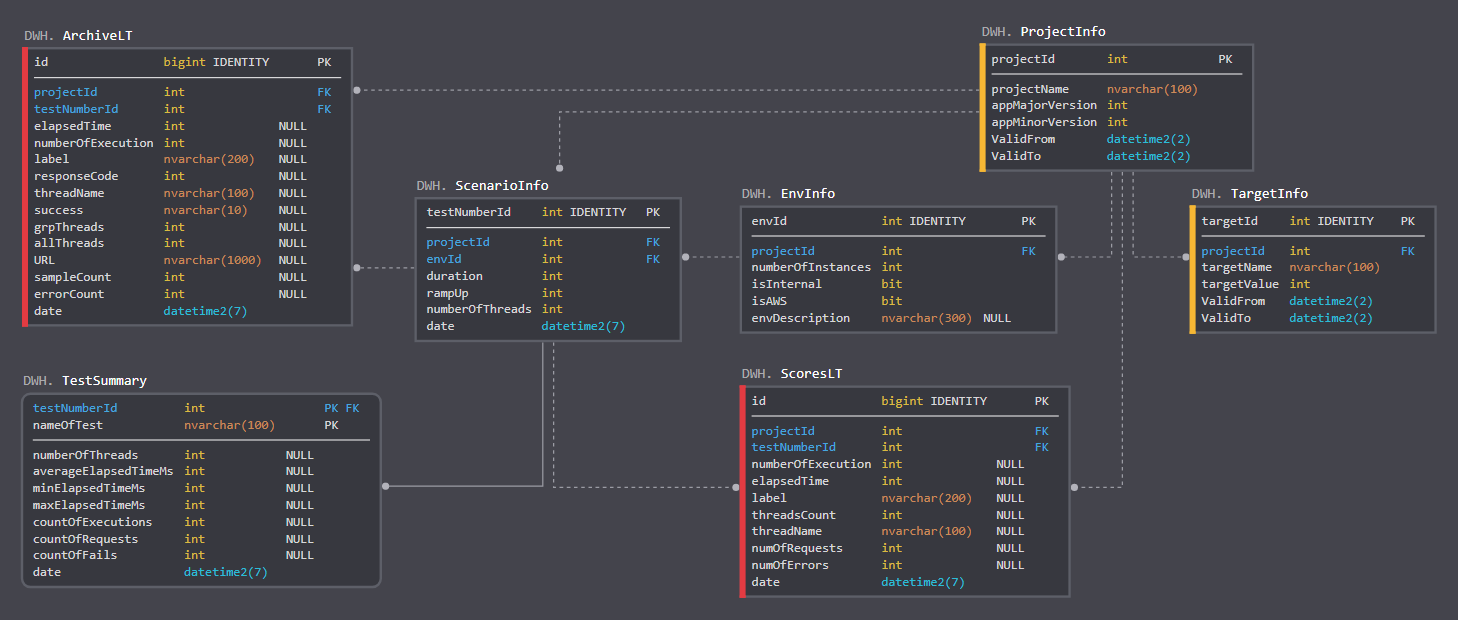 DWH. ArchiveLT
id bigint IDENTITY PK
projectId int FK
testNumberId int FK
elapsedTime int NULL
numberOfExecution int NULL
label nvarchar(200) NULL
responseCode int NULL
threadName nvarchar(100) NULL
success nvarchar(10) NULL
grpThreads int NULL
allThreads int NULL
URL nvarchar(1000) NULL
sampleCount int NULL
errorCount int NULL
date datetime2(7)
DWH. ProjectInfo
projectId int PK
projectName nvarchar(100)
appMajorVersion int
appMinorVersion int
ValidFrom datetime2(2)
ValidTo datetime2(2)
DWH. ScenarioInfo
testNumberId int IDENTITY PK
projectId int FK
envId int FK
duration int
rampUp int
numberOfThreads int
date datetime2(7)
DWH. EnvInfo
envId int IDENTITY PK
projectId int FK
numberOfInstances int
isInternal bit
isAWS bit
envDescription nvarchar(300) NULL
DWH. TargetInfo
targetId int IDENTITY PK
projectId int FK
targetName nvarchar(100)
targetValue int
ValidFrom datetime2(2)
ValidTo datetime2(2)
DWH. TestSummary
testNumberId int PK FK
nameOfTest nvarchar(100) PK
numberOfThreads int NULL
averageElapsedTimeMs int NULL
minElapsedTimeMs int NULL
maxElapsedTimeMs int NULL
countOfExecutions int NULL
countOfRequests int NULL
countOfFails int NULL
date datetime2(7)
DWH. ScoresLT
id bigint IDENTITY PK
projectId int FK
testNumberId int FK
numberOfExecution int NULL
elapsedTime int NULL
label nvarchar(200) NULL
threadsCount int NULL
threadName nvarchar(100) NULL
numOfRequests int NULL
numOfErrors int NULL
date datetime2(7)